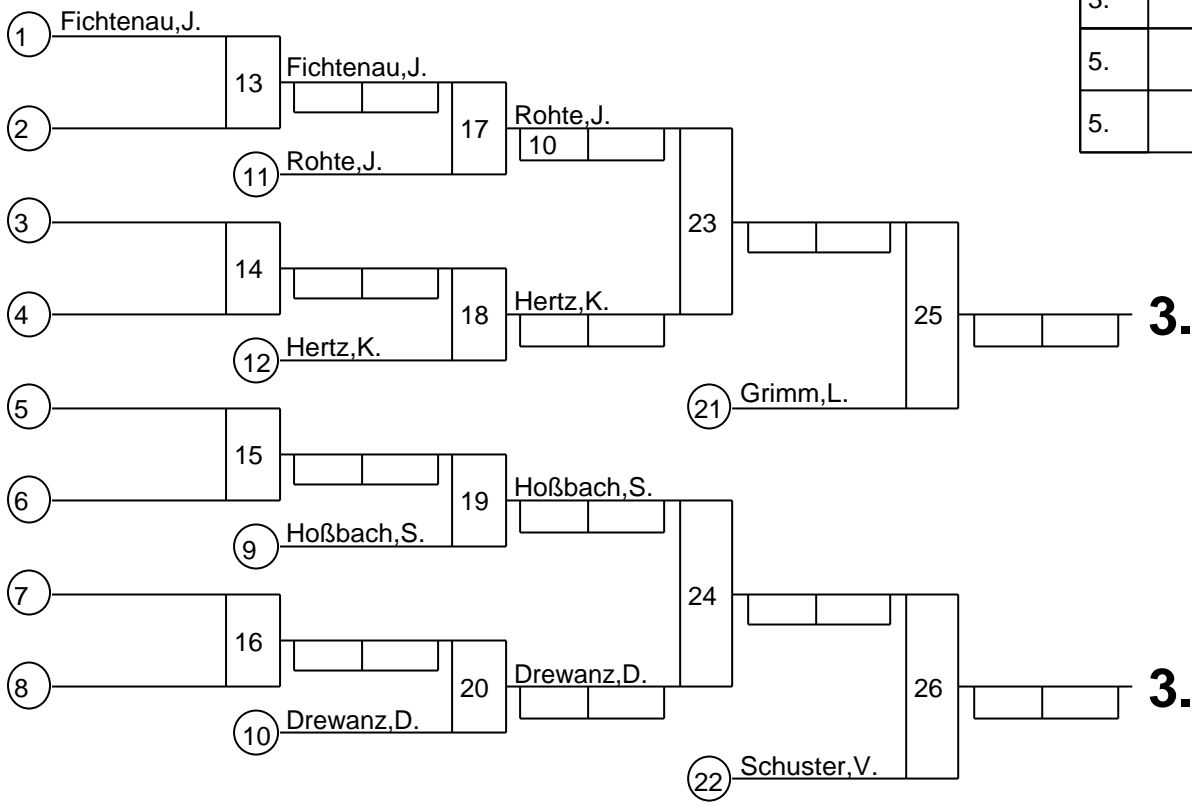 3.
5.
5.
1 Fichtenau,J.
13
Fichtenau,J.
2
17
Rohte,J.
10
11 Rohte,J.
3
23
14
4
18
Hertz,K.
25
3.
12 Hertz,K.
21 Grimm,L.
5
15
6
19
Hoßbach,S.
9 Hoßbach,S.
7
24
16
8
20
Drewanz,D.
26
3.
10 Drewanz,D.
22 Schuster,V.